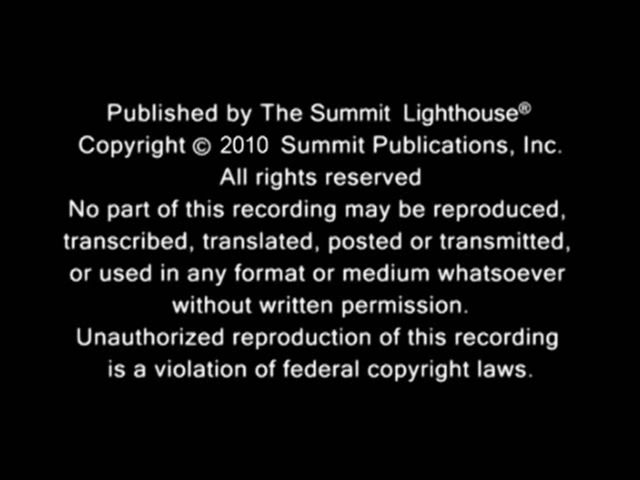 Published by The Summit Lighthouse®
Copyright © 2010 Summit Publications, Inc.
All rights reserved
No part of this recording may be reproduced,
transcribed, translated, posted or transmitted,
or used in any format or medium whatsoever
without written permission.
Unauthorized reproduction of this recording
is a violation of federal copyright laws.